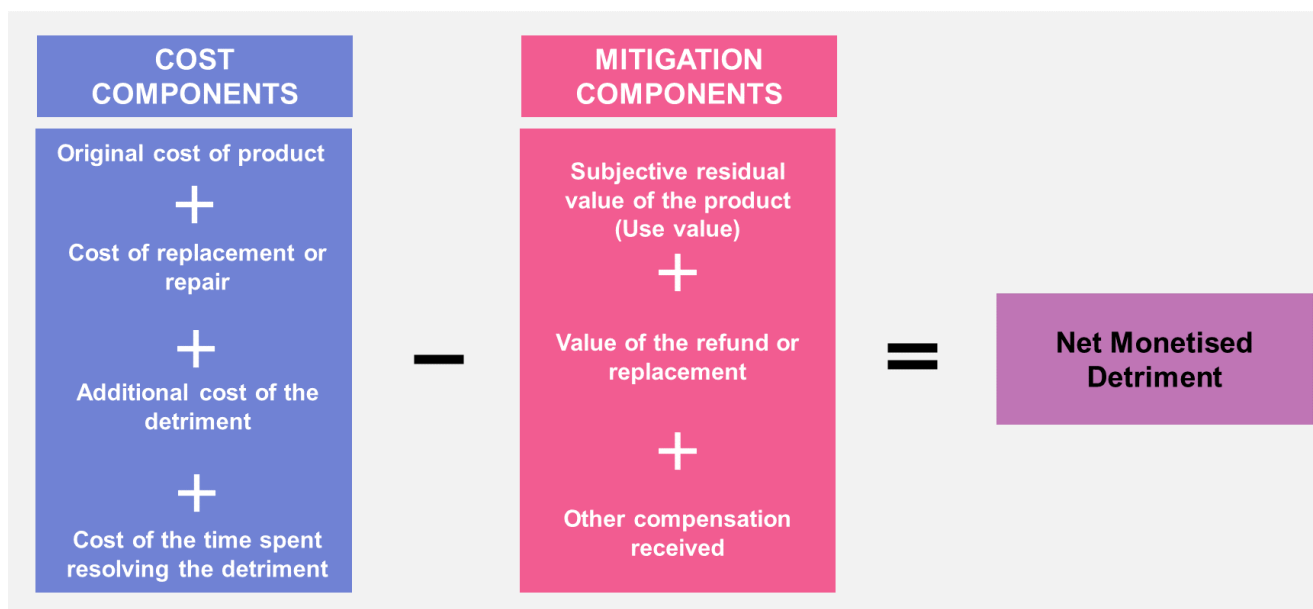 COST
COMPONENTS
Original cost of product
+
Cost of replacement or
repair
+
Additional cost of the
detriment
+
Cost of the time spent
resolving the detriment
−
MITIGATION
COMPONENTS
Subjective residual
value of the product
(Use value)
+
Value of the refund or
replacement
+
Other compensation
received
=
Net Monetised
Detriment